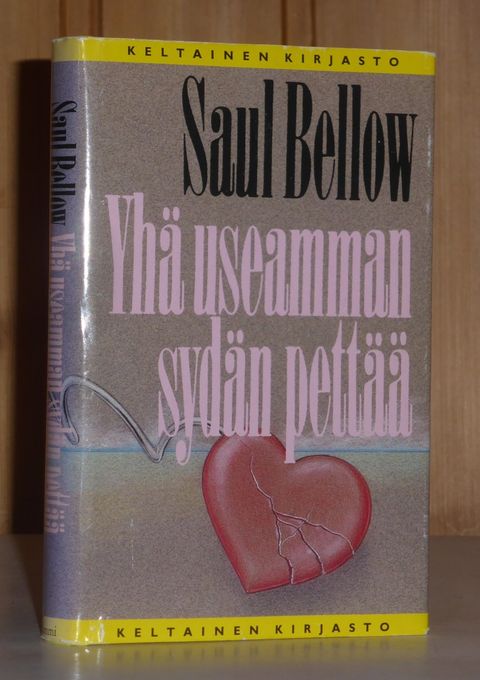 KELTAINEN KIRJASTO
Saul Bellow
Yhä useamman
sydän pettää
KELTAINEN KIRJASTO
Saul Bellow Yhä useamman sydän pettää